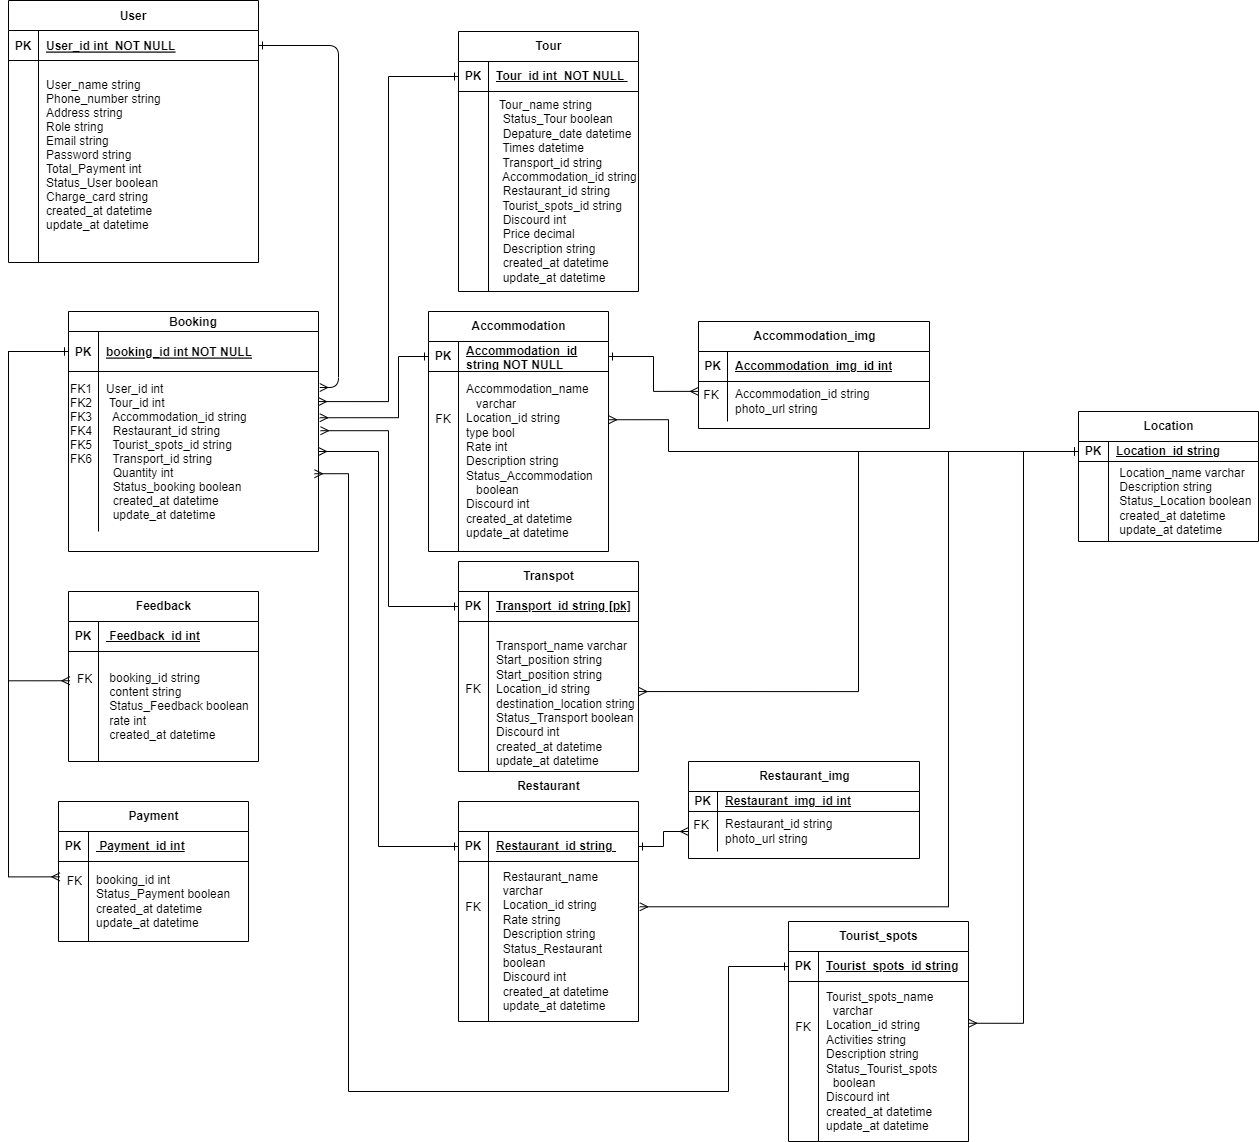 User
PK User_id int  NOT NULL
User_name string
Phone_number string
Address string
Role string
Email string
Password string
Total_Payment int
Status_User boolean
Charge_card string
created_at datetime
update_at datetime
Tour
PK Tour_id int  NOT NULL
Tour_name string
Status_Tour boolean
Depature_date datetime
Times datetime
Transport_id string
Accommodation_id string
Restaurant_id string
Tourist_spots_id string
Discourd int
Price decimal
Description string
created_at datetime
update_at datetime
Booking
PK booking_id int NOT NULL
FK1 User_id int
FK2 Tour_id int
FK3 Accommodation_id string
FK4 Restaurant_id string
FK5 Tourist_spots_id string
FK6 Transport_id string
Quantity int
Status_booking boolean
created_at datetime
update_at datetime
Accommodation
PK Accommodation_id
string NOT NULL
Accommodation_name
varchar
FK Location_id string
type bool
Rate int
Description string
Status_Accommodation
boolean
Discourd int
created_at datetime
update_at datetime
Accommodation_img
PK Accommodation_img_id int
FK Accommodation_id string
photo_url string
Location
PK Location_id string
Location_name varchar
Description string
Status_Location boolean
created_at datetime
update_at datetime
Feedback
PK Feedback_id int
FK booking_id string
content string
Status_Feedback boolean
rate int
created_at datetime
Transpot
PK Transport_id string [pk]
Transport_name varchar
Start_position string
Start_position string
FK Location_id string
destination_location string
Status_Transport boolean
Discourd int
created_at datetime
update_at datetime
Payment
PK Payment_id int
FK booking_id int
Status_Payment boolean
created_at datetime
update_at datetime
Restaurant
PK Restaurant_id string
Restaurant_name
varchar
FK Location_id string
Rate string
Description string
Status_Restaurant
boolean
Discourd int
created_at datetime
update_at datetime
Restaurant_img
PK Restaurant_img_id int
FK Restaurant_id string
photo_url string
Tourist_spots
PK Tourist_spots_id string
Tourist_spots_name
varchar
FK Location_id string
Activities string
Description string
Status_Tourist_spots
boolean
Discourd int
created_at datetime
update_at datetime